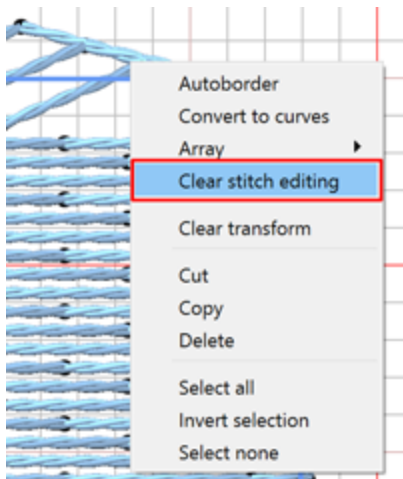 Autoborder
Convert to curves
Array
Clear stitch editing
Clear transform
Cut
Copy
Delete
Select all
Invert selection
Select none